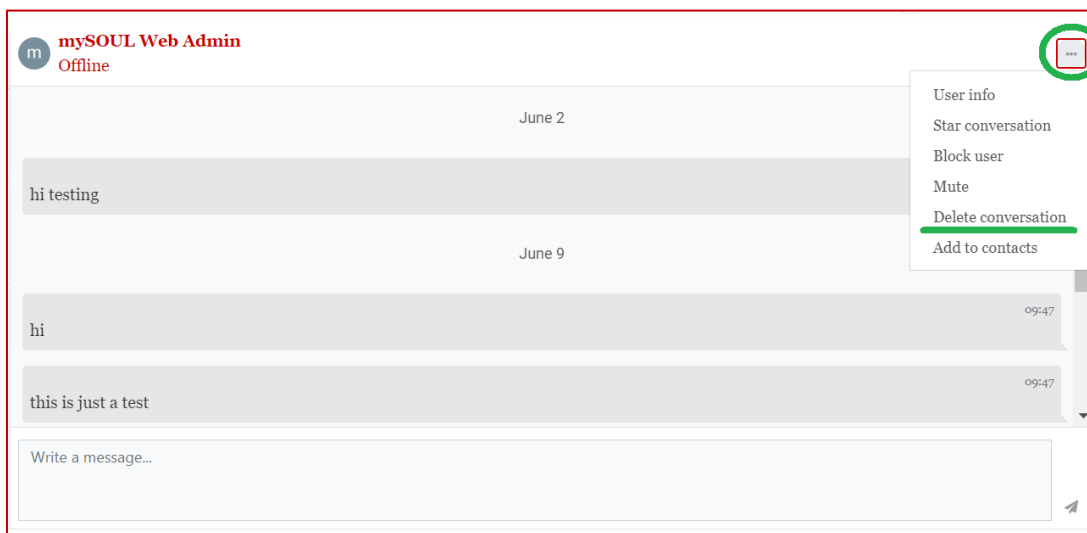 m
mySOUL Web Admin
Offline
...
User info
Star conversation
Block user
Mute
Delete conversation
Add to contacts
June 2
hi testing
June 9
09:47
hi
09:47
this is just a test
Write a message...